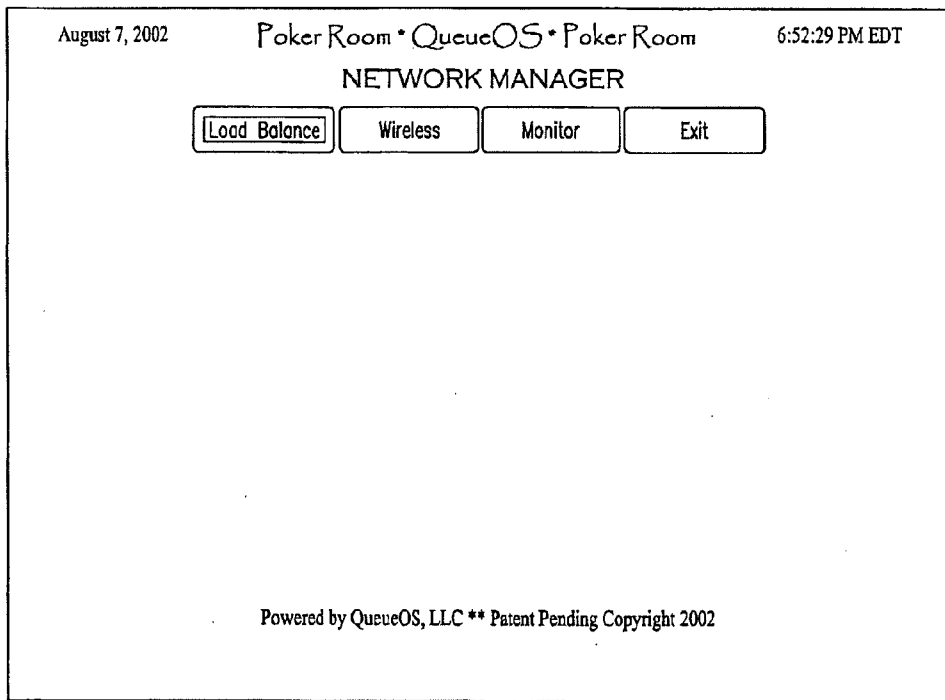 August 7, 2002 Poker Room * QueueOS * Poker Room 6:52:29 PM EDT
NETWORK MANAGER
Load Balance Wireless Monitor Exit
Powered by QueueOS, LLC ** Patent Pending Copyright 2002